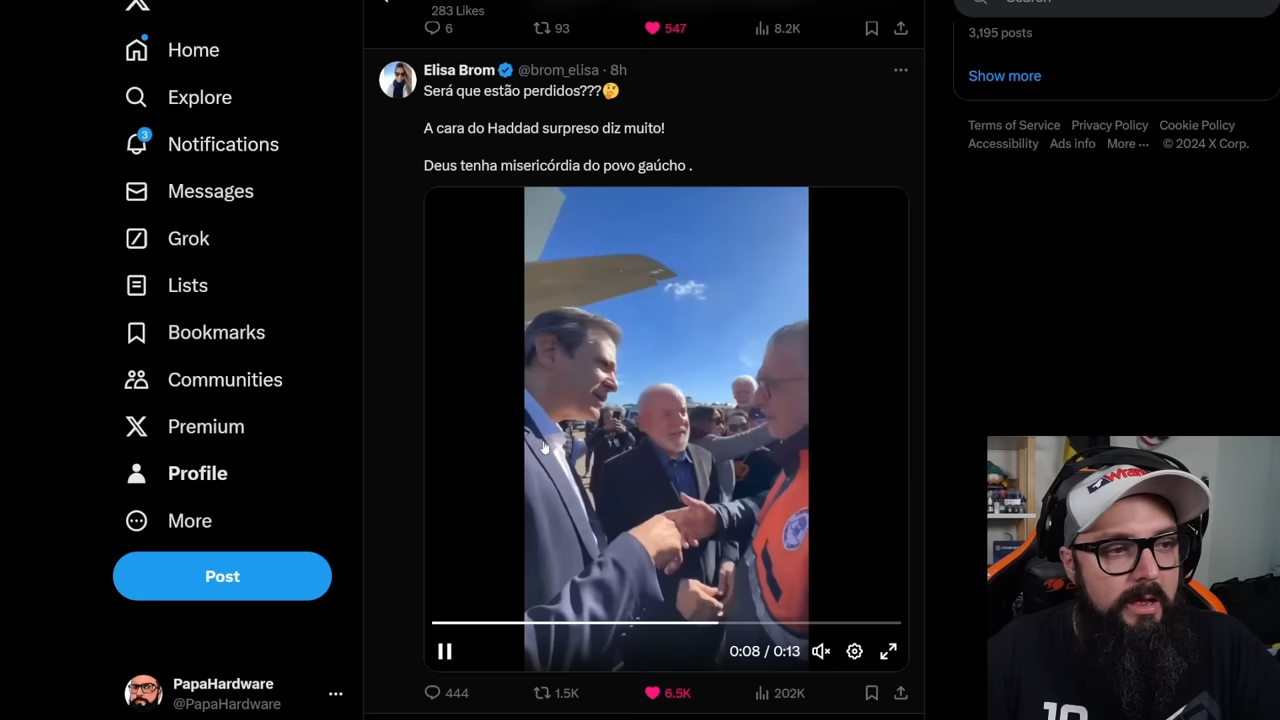 283 Likes
6 93 547 8.2K
Search
3,195 posts
Show more
Terms of Service Privacy Policy Cookie Policy
Accessibility Ads info More ··· © 2024 X Corp.
Home
Explore
3
Notifications
Messages
Grok
Lists
Bookmarks
Communities
Premium
Profile
More
Post
PapaHardware
@PapaHardware
Elisa Brom @brom_elisa · 8h
Será que estão perdidos???🤔
A cara do Haddad surpreso diz muito!
Deus tenha misericórdia do povo gaúcho .
0:08 / 0:13
444 1.5K 6.5K 202K
10